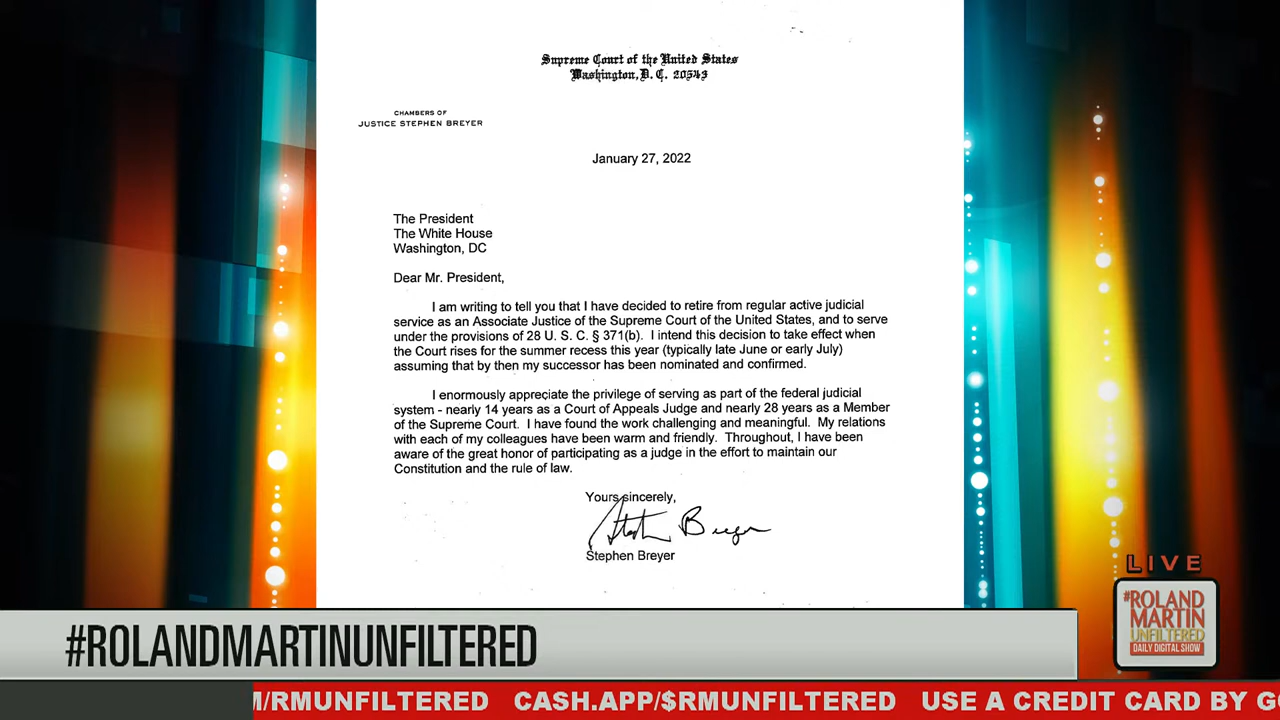 Supreme Court of the United States
Washington, D. C. 20543
CHAMBERS OF
JUSTICE STEPHEN BREYER
January 27, 2022
The President
The White House
Washington, DC
Dear Mr. President,
I am writing to tell you that I have decided to retire from regular active judicial
service as an Associate Justice of the Supreme Court of the United States, and to serve
under the provisions of 28 U. S. C. § 371(b). I intend this decision to take effect when
the Court rises for the summer recess this year (typically late June or early July)
assuming that by then my successor has been nominated and confirmed.
I enormously appreciate the privilege of serving as part of the federal judicial
system - nearly 14 years as a Court of Appeals Judge and nearly 28 years as a Member
of the Supreme Court. I have found the work challenging and meaningful. My relations
with each of my colleagues have been warm and friendly. Throughout, I have been
aware of the great honor of participating as a judge in the effort to maintain our
Constitution and the rule of law.
Yours sincerely,
Stephen Breyer
Stephen Breyer
LIVE
#ROLAND
MARTIN
UNFILTERED
DAILY DIGITAL SHOW
#ROLANDMARTINUNFILTERED
M/RMUNFILTERED CASH.APP/$RMUNFILTERED USE A CREDIT CARD BY GO